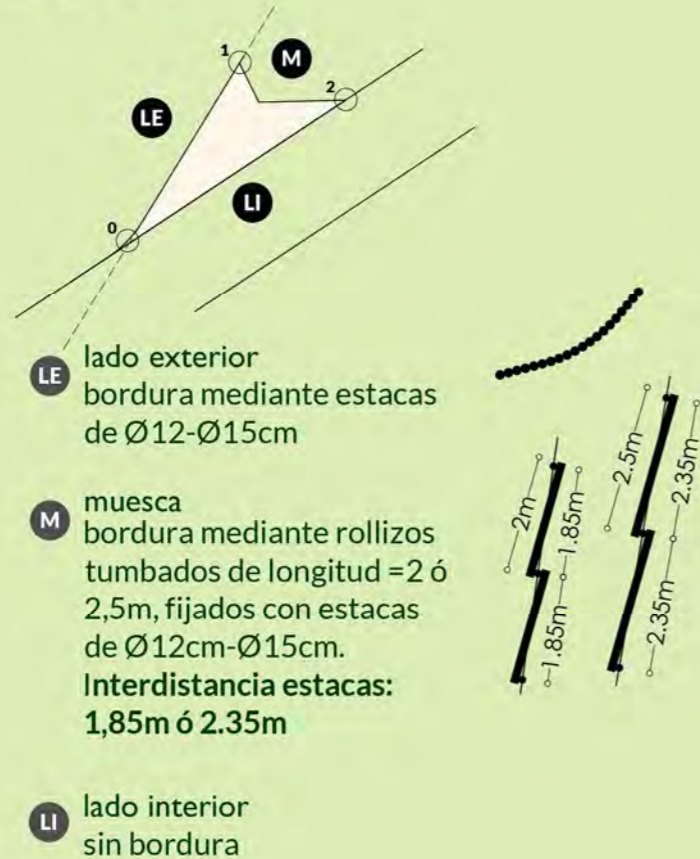 1
M
2
LE
LI
0
LE
lado exterior
bordura mediante estacas
de Ø12-Ø15cm
M
muesca
bordura mediante rollizos
tumbados de longitud =2 ó
2,5m, fijados con estacas
de Ø12cm-Ø15cm.
Interdistancia estacas:
1,85m ó 2.35m
LI
lado interior
sin bordura
2m
1.85m
1.85m
2.5m
2.35m
2.35m